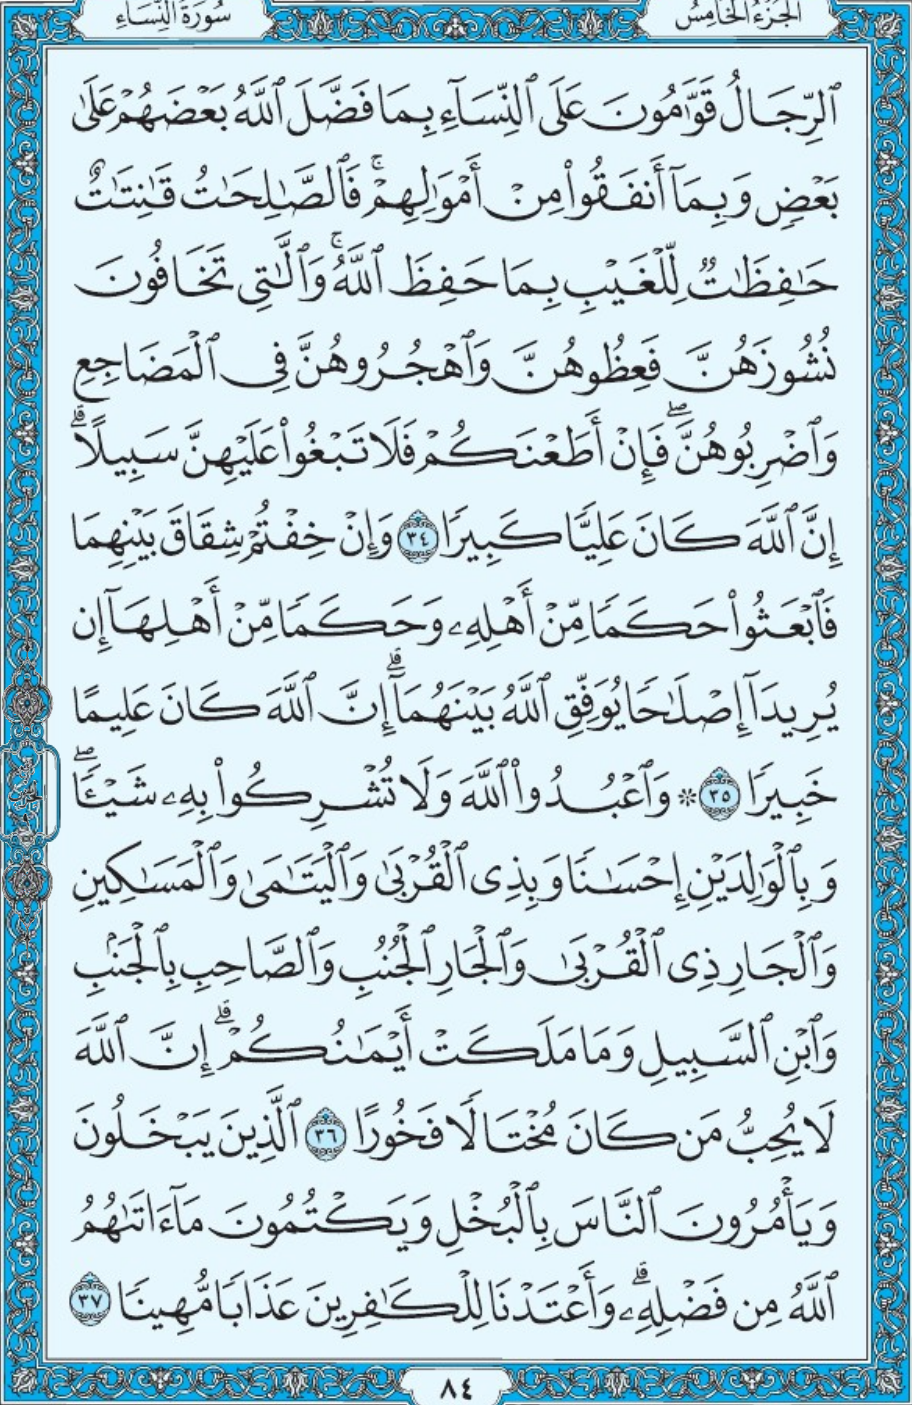 الجزء الخامس
سورة النساء
ٱلرِّجَالُ قَوَّٰمُونَ عَلَى ٱلنِّسَآءِ بِمَا فَضَّلَ ٱللَّهُ بَعْضَهُمْ عَلَىٰ
بَعْضٍ وَبِمَآ أَنفَقُوا۟ مِنْ أَمْوَٰلِهِمْ ۚ فَٱلصَّٰلِحَٰتُ قَٰنِتَٰتٌ
حَٰفِظَٰتٌ لِّلْغَيْبِ بِمَا حَفِظَ ٱللَّهُ ۚ وَٱلَّٰتِى تَخَافُونَ
نُشُوزَهُنَّ فَعِظُوهُنَّ وَٱهْجُرُوهُنَّ فِى ٱلْمَضَاجِعِ
وَٱضْرِبُوهُنَّ ۖ فَإِنْ أَطَعْنَكُمْ فَلَا تَبْغُوا۟ عَلَيْهِنَّ سَبِيلًا ۗ
إِنَّ ٱللَّهَ كَانَ عَلِيًّا كَبِيرًا ٣٤ وَإِنْ خِفْتُمْ شِقَاقَ بَيْنِهِمَا
فَٱبْعَثُوا۟ حَكَمًا مِّنْ أَهْلِهِۦ وَحَكَمًا مِّنْ أَهْلِهَآ إِن
يُرِيدَآ إِصْلَٰحًا يُوَفِّقِ ٱللَّهُ بَيْنَهُمَآ ۗ إِنَّ ٱللَّهَ كَانَ عَلِيمًا
خَبِيرًا ٣٥ * وَٱعْبُدُوا۟ ٱللَّهَ وَلَا تُشْرِكُوا۟ بِهِۦ شَيْـًٔا ۖ
وَبِٱلْوَٰلِدَيْنِ إِحْسَٰنًا وَبِذِى ٱلْقُرْبَىٰ وَٱلْيَتَٰمَىٰ وَٱلْمَسَٰكِينِ
وَٱلْجَارِ ذِى ٱلْقُرْبَىٰ وَٱلْجَارِ ٱلْجُنُبِ وَٱلصَّاحِبِ بِٱلْجَنۢبِ
وَٱبْنِ ٱلسَّبِيلِ وَمَا مَلَكَتْ أَيْمَٰنُكُمْ ۗ إِنَّ ٱللَّهَ
لَا يُحِبُّ مَن كَانَ مُخْتَالًا فَخُورًا ٣٦ ٱلَّذِينَ يَبْخَلُونَ
وَيَأْمُرُونَ ٱلنَّاسَ بِٱلْبُخْلِ وَيَكْتُمُونَ مَآ ءَاتَىٰهُمُ
ٱللَّهُ مِن فَضْلِهِۦ ۗ وَأَعْتَدْنَا لِلْكَٰفِرِينَ عَذَابًا مُّهِينًا ٣٧
٨٤